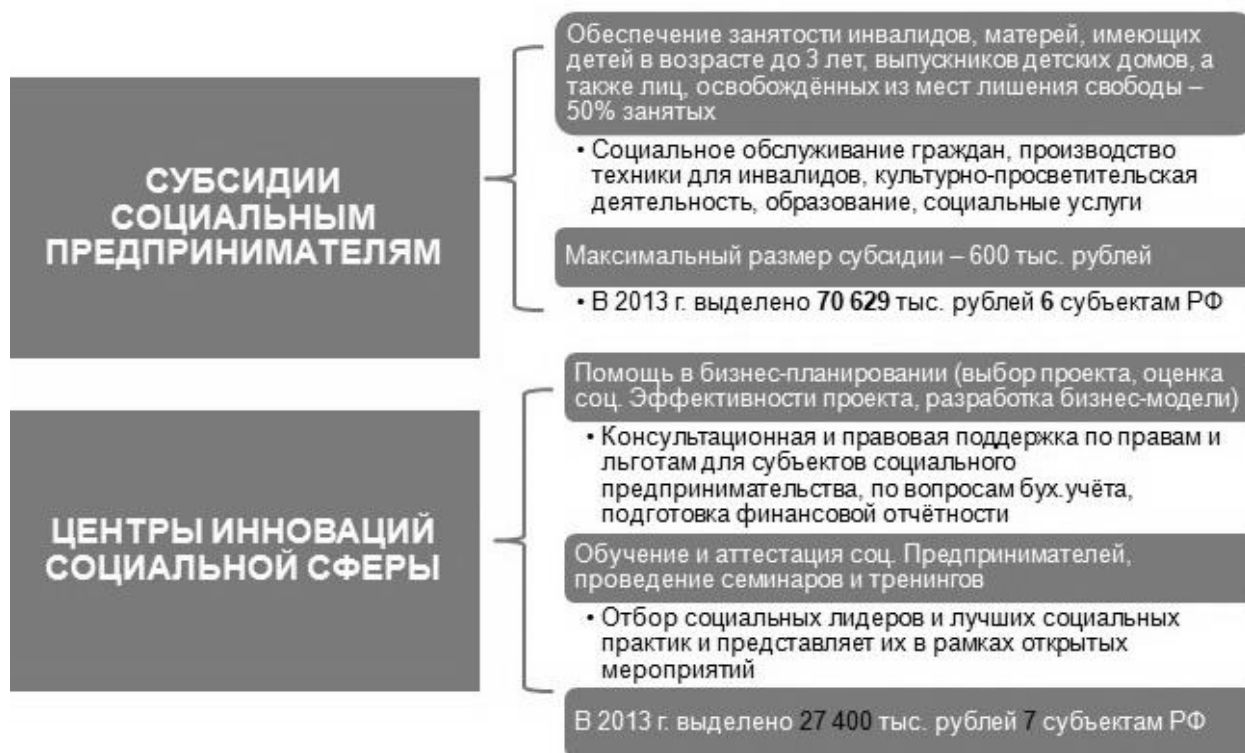 СУБСИДИИ
СОЦИАЛЬНЫМ
ПРЕДПРИНИМАТЕЛЯМ
Обеспечение занятости инвалидов, матерей, имеющих
детей в возрасте до 3 лет, выпускников детских домов, а
также лиц, освобождённых из мест лишения свободы –
50% занятых
• Социальное обслуживание граждан, производство
техники для инвалидов, культурно-просветительская
деятельность, образование, социальные услуги
Максимальный размер субсидии – 600 тыс. рублей
• В 2013 г. выделено 70 629 тыс. рублей 6 субъектам РФ
ЦЕНТРЫ ИННОВАЦИЙ
СОЦИАЛЬНОЙ СФЕРЫ
Помощь в бизнес-планировании (выбор проекта, оценка
соц. Эффективности проекта, разработка бизнес-модели)
• Консультационная и правовая поддержка по правам и
льготам для субъектов социального
предпринимательства, по вопросам бух.учёта,
подготовка финансовой отчётности
Обучение и аттестация соц. Предпринимателей,
проведение семинаров и тренингов
• Отбор социальных лидеров и лучших социальных
практик и представляет их в рамках открытых
мероприятий
В 2013 г. выделено 27 400 тыс. рублей 7 субъектам РФ